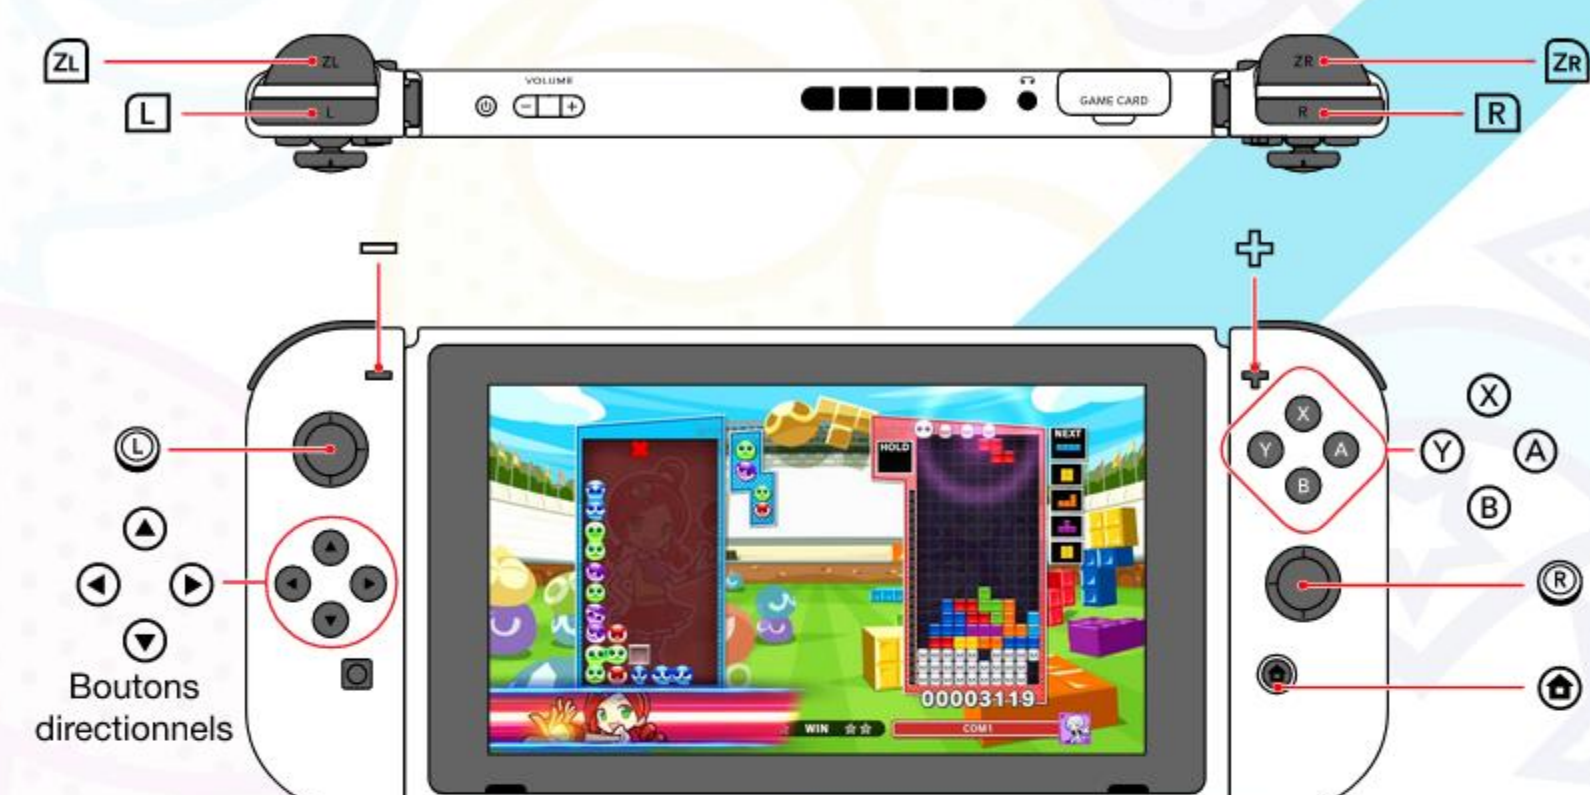 ZL
ZL
ZR
ZR
VOLUME
L
L
GAME CARD
R
R
HOLD
NEXT
X
X
Y
A
Y
A
B
B
L
R
Boutons
directionnels
00003119
WIN
COM1